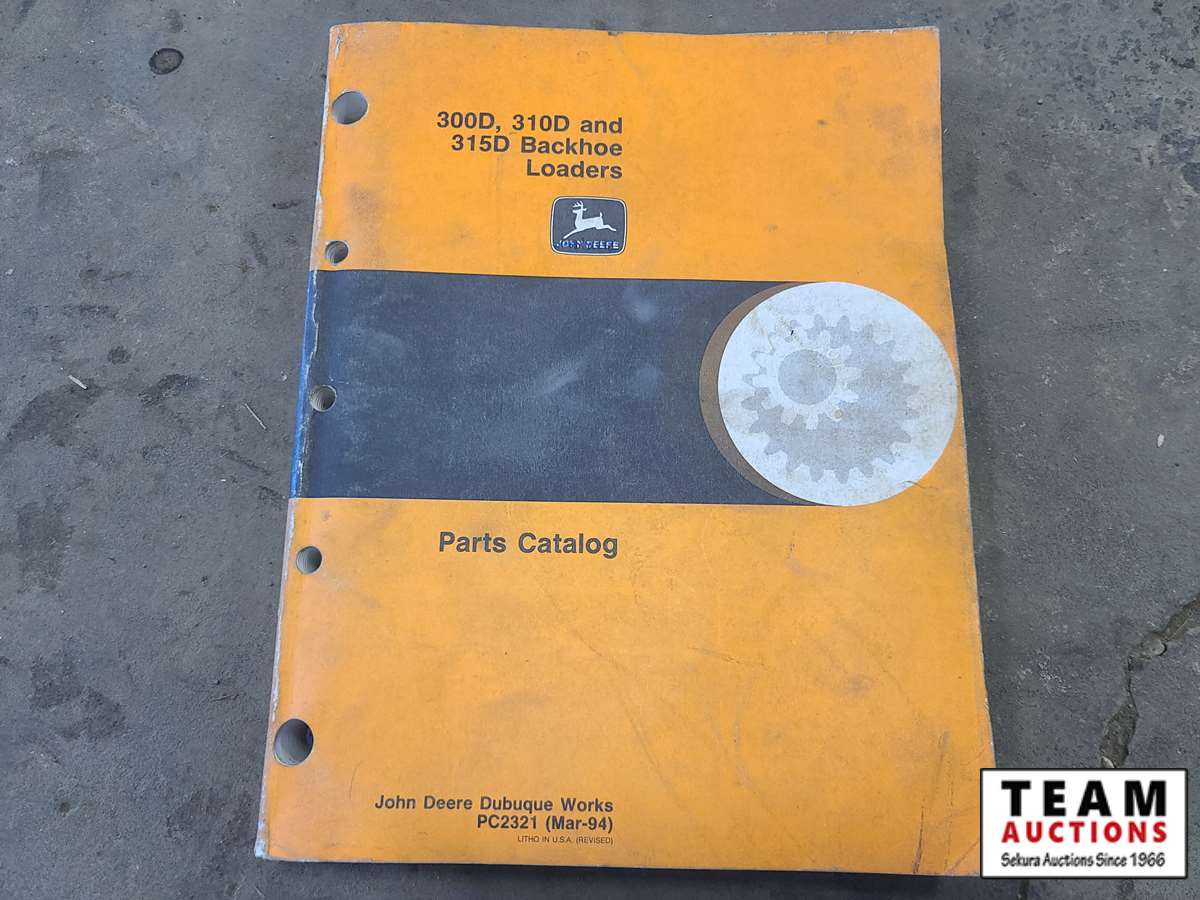 300D, 310D and
315D Backhoe
Loaders
JOHN DEERE
Parts Catalog
John Deere Dubuque Works
PC2321 (Mar-94)
LITHO IN U.S.A. (REVISED)
TEAM
AUCTIONS
Sekura Auctions Since 1966